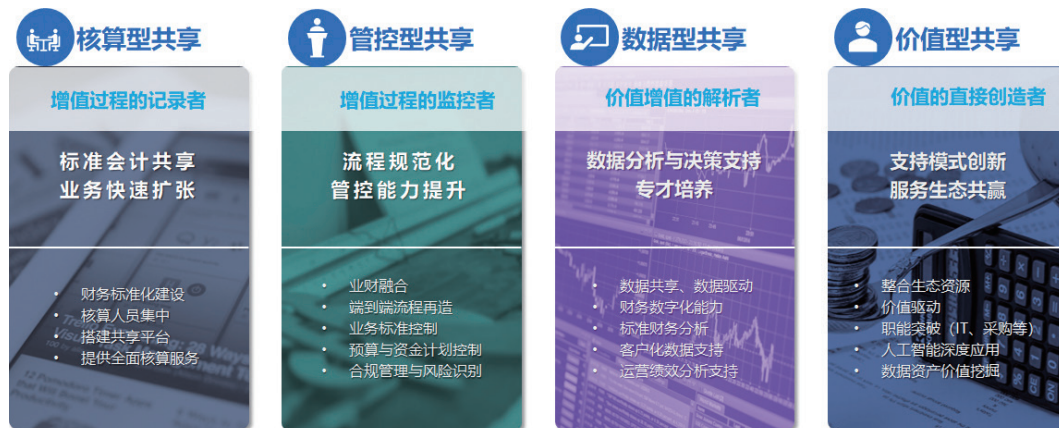 核算型共享
增值过程的记录者
标准会计共享
业务快速扩张
• 财务标准化建设
• 核算人员集中
• 搭建共享平台
• 提供全面核算服务
管控型共享
增值过程的监控者
流程规范化
管控能力提升
• 业财融合
• 端到端流程再造
• 业务标准控制
• 预算与资金计划控制
• 合规管理与风险识别
数据型共享
价值增值的解析者
数据分析与决策支持
专才培养
• 数据共享、数据驱动
• 财务数字化能力
• 标准财务分析
• 客户化数据支持
• 运营绩效分析支持
价值型共享
价值的直接创造者
支持模式创新
服务生态共赢
• 整合生态资源
• 价值驱动
• 职能突破（IT、采购等）
• 人工智能深度应用
• 数据资产价值挖掘